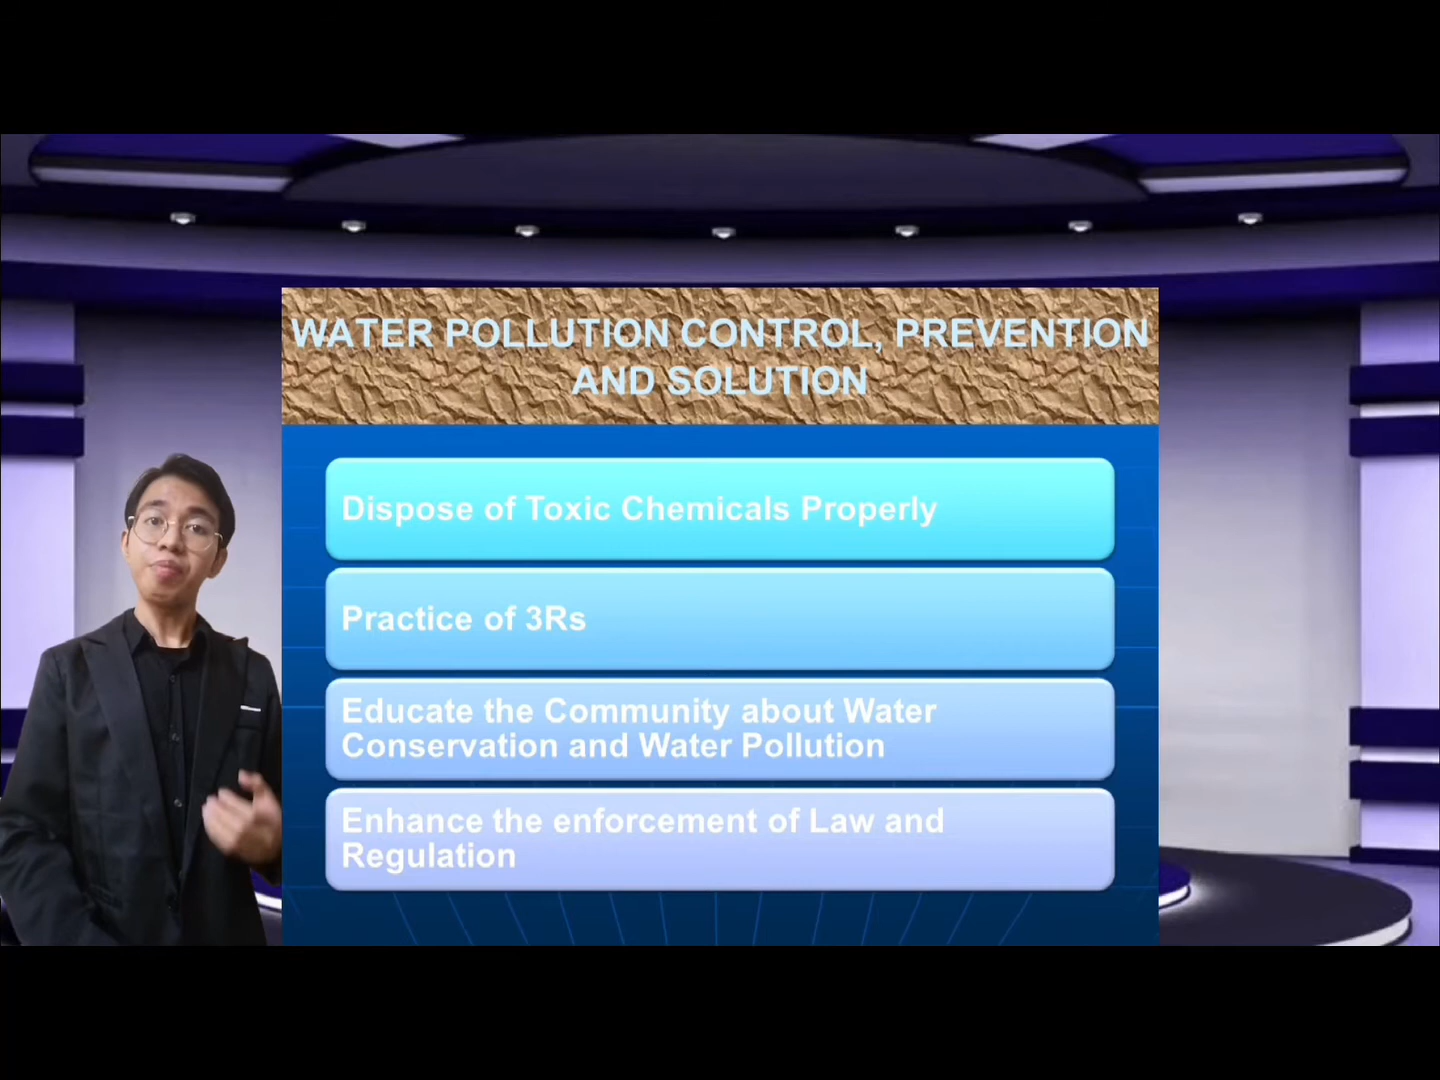 WATER POLLUTION CONTROL, PREVENTION
AND SOLUTION
Dispose of Toxic Chemicals Properly
Practice of 3Rs
Educate the Community about Water
Conservation and Water Pollution
Enhance the enforcement of Law and
Regulation